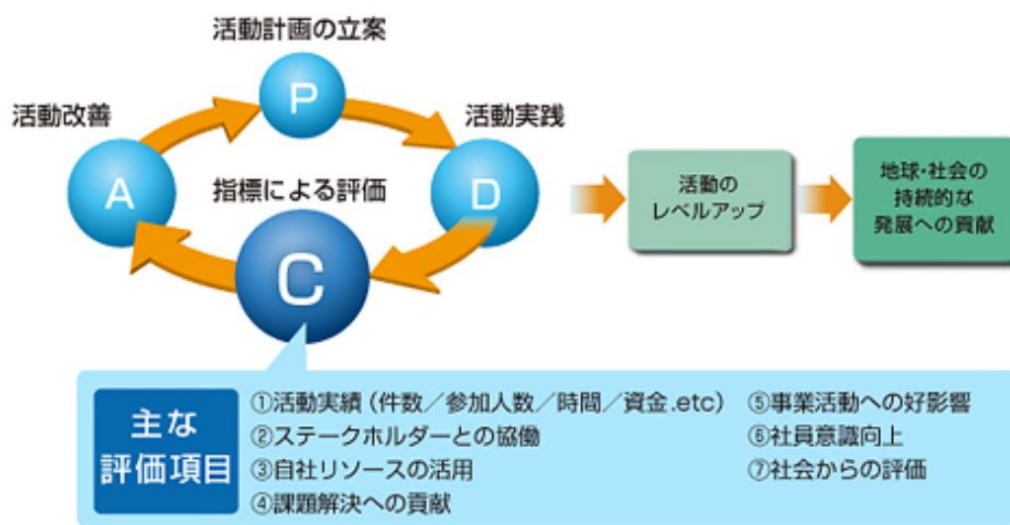 活動計画の立案
P
活動改善
活動実践
A
指標による評価
D
C
活動の
レベルアップ
地球・社会の
持続的な
発展への貢献
主な
評価項目
①活動実績(件数/参加人数/時間/資金.etc)
②ステークホルダーとの協働
③自社リソースの活用
④課題解決への貢献
⑤事業活動への好影響
⑥社員意識向上
⑦社会からの評価